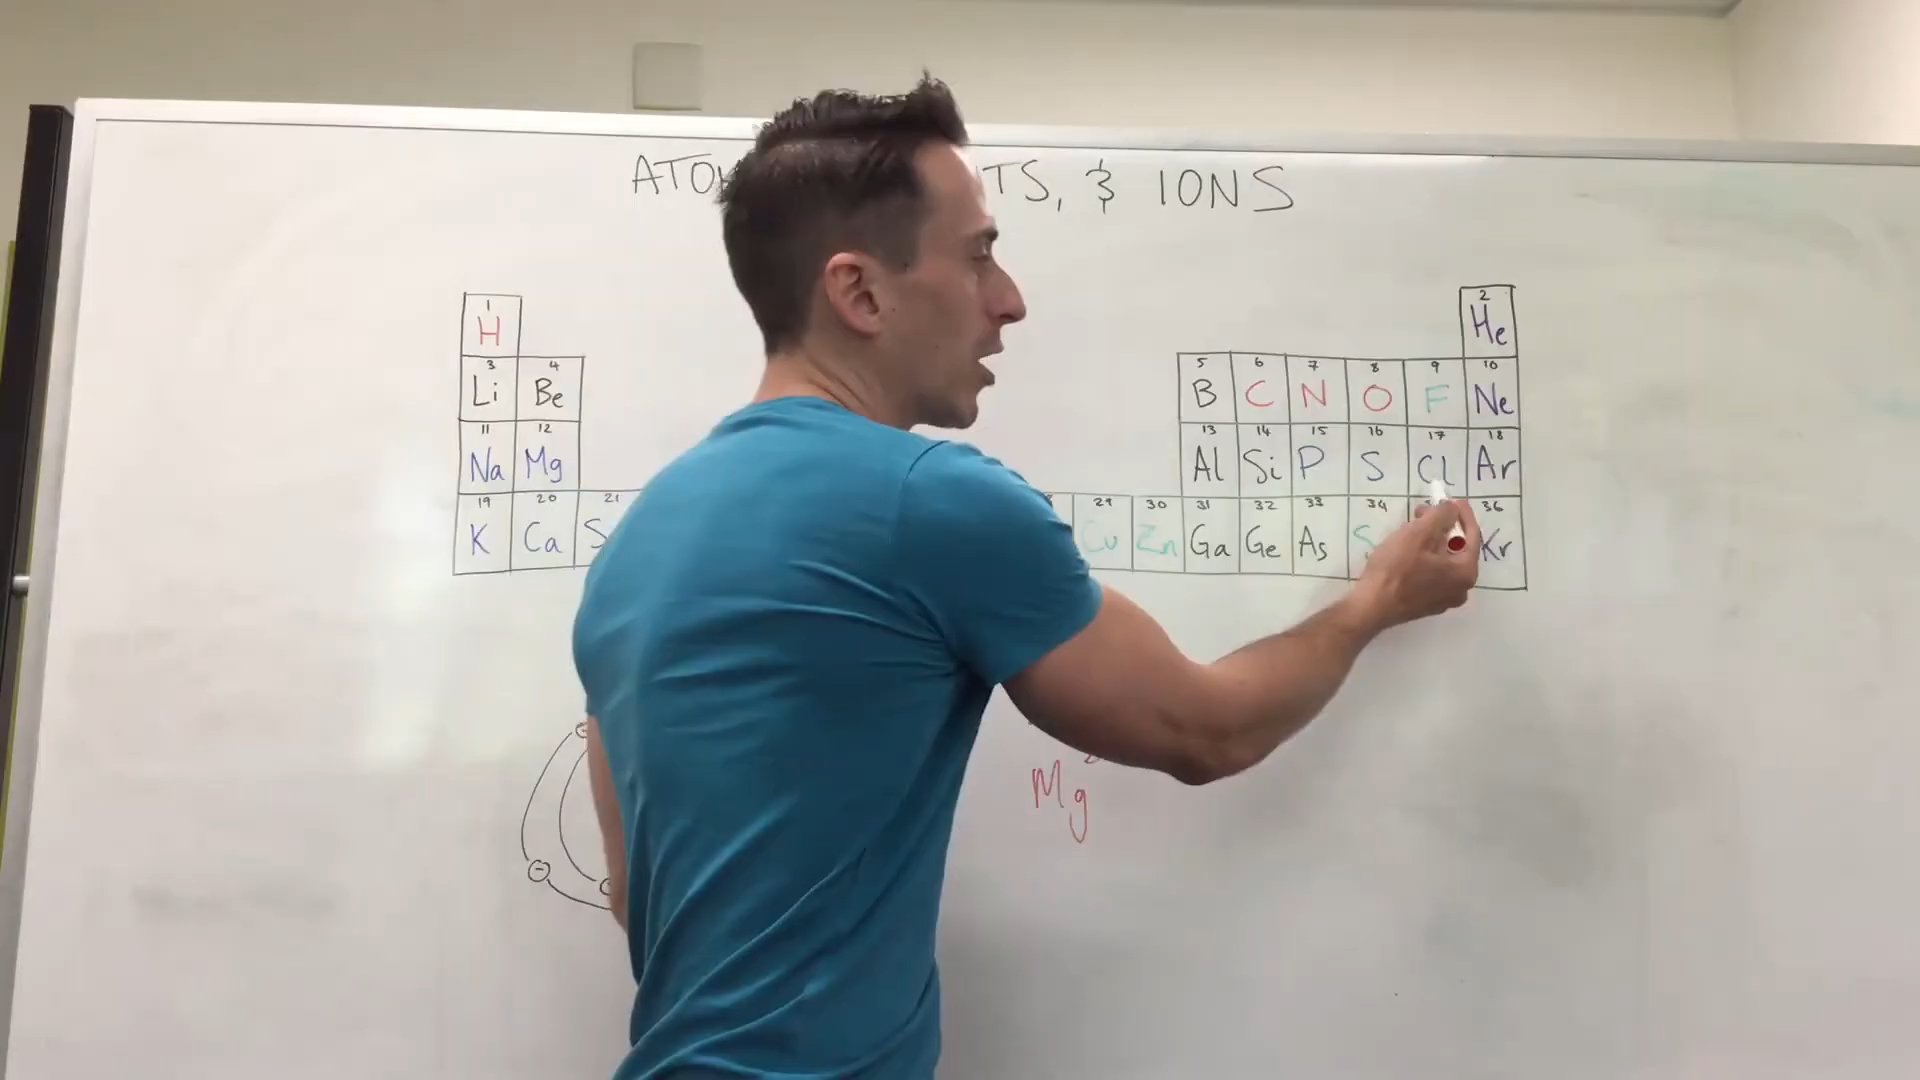 & IONS
1 2
H He
3 4 5 6 7 8 9 10
Li Be B C N O F Ne
11 12 13 14 15 16 17 18
Na Mg Al Si P S Cl Ar
19 20 21 29 30 31 32 33 34 36
K Ca Cu Zn Ga Ge As Kr
Mg